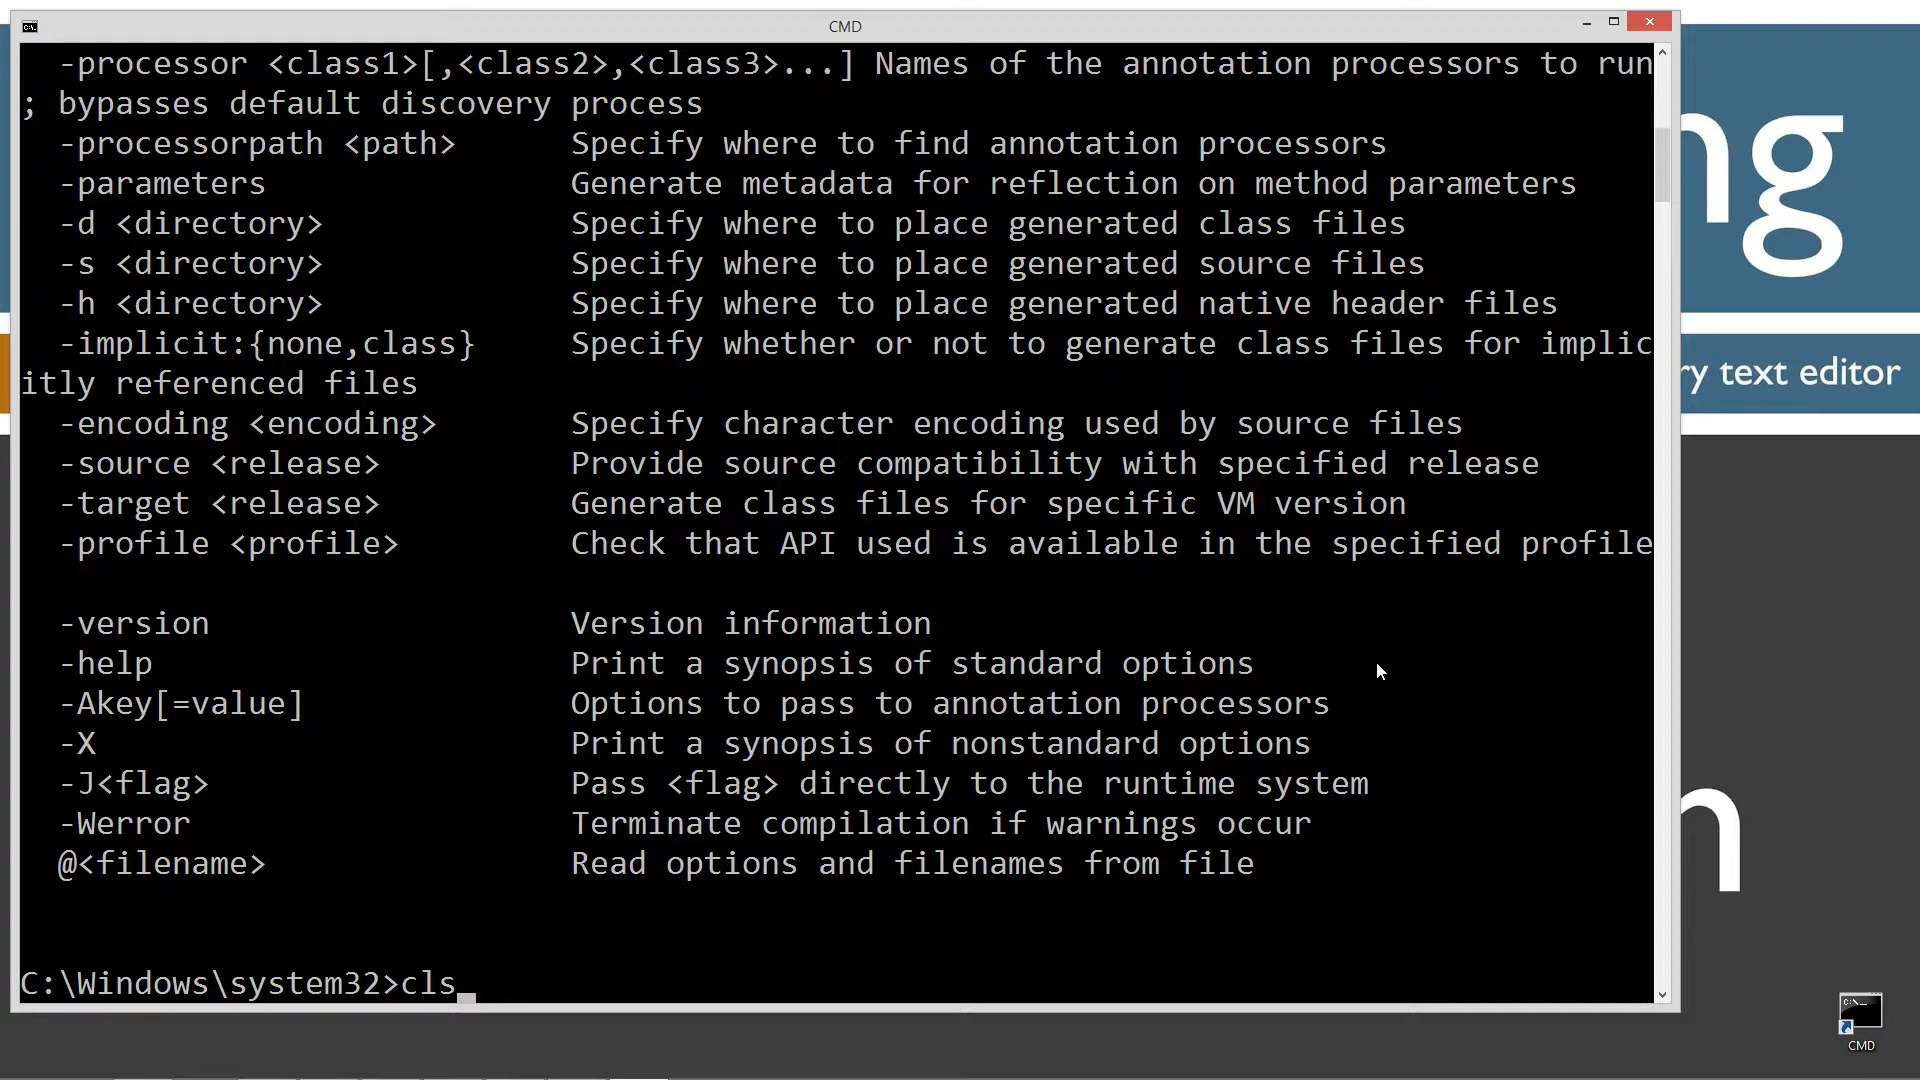 CMD
-processor <class1>[,<class2>,<class3>...] Names of the annotation processors to run
; bypasses default discovery process
-processorpath <path> Specify where to find annotation processors
-parameters Generate metadata for reflection on method parameters
-d <directory> Specify where to place generated class files
-s <directory> Specify where to place generated source files
-h <directory> Specify where to place generated native header files
-implicit:{none,class} Specify whether or not to generate class files for implic
itly referenced files
-encoding <encoding> Specify character encoding used by source files
-source <release> Provide source compatibility with specified release
-target <release> Generate class files for specific VM version
-profile <profile> Check that API used is available in the specified profile
-version Version information
-help Print a synopsis of standard options
-Akey[=value] Options to pass to annotation processors
-X Print a synopsis of nonstandard options
-J<flag> Pass <flag> directly to the runtime system
-Werror Terminate compilation if warnings occur
@<filename> Read options and filenames from file
C:\Windows\system32>cls
ng
ry text editor
n
CMD